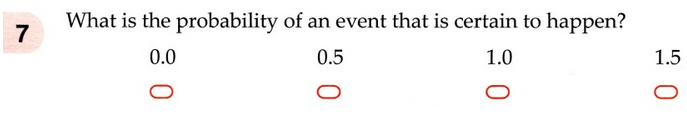 7 What is the probability of an event that is certain to happen?
0.0 0.5 1.0 1.5